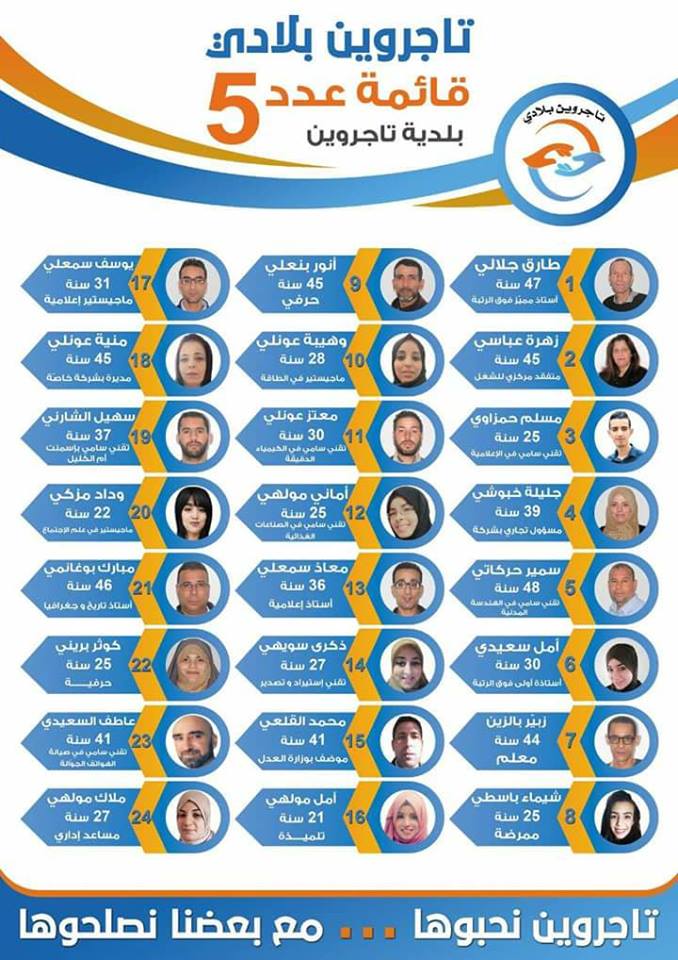 تاجروين بلادي
قائمة عدد 5
بلدية تاجروين
تاجروين بلادي
1
طارق جلالي
47 سنة
أستاذ مميّز فوق الرتبة
2
زهرة عباسي
45 سنة
متفقد مركزي للشغل
3
مسلم حمزاوي
25 سنة
تقني سامي في الإعلامية
4
جليلة خبوشي
39 سنة
مسؤول تجاري بشركة
5
سمير حركاتي
48 سنة
تقني سامي في الهندسة
المدنية
6
أمل سعيدي
30 سنة
أستاذة أولى فوق الرتبة
7
زبيّر بالزين
44 سنة
معلم
8
شيماء باسطي
25 سنة
ممرضة
9
أنور بنعلي
45 سنة
حرفي
10
وهيبة عونلي
28 سنة
ماجيستير في الطاقة
11
معتز عونلي
30 سنة
تقني سامي في الكيمياء
الدقيقة
12
أماني مولهي
25 سنة
تقني سامي في الصناعات
الغذائية
13
معاذ سمعلي
36 سنة
أستاذ إعلامية
14
ذكرى سويهي
27 سنة
تقني إستيراد و تصدير
15
محمد القلعي
41 سنة
موظف بوزارة العدل
16
أمل مولهي
21 سنة
تلميذة
17
يوسف سمعلي
31 سنة
ماجيستير إعلامية
18
منية عونلي
45 سنة
مديرة بشركة خاصّة
19
سهيل الشارني
37 سنة
تقني سامي بإسمنت
أم الكليل
20
وداد مزكي
22 سنة
ماجيستير في علم الإجتماع
21
مبارك بوغانمي
46 سنة
أستاذ تاريخ و جغرافيا
22
كوثر بريني
25 سنة
حرفيـــة
23
عاطف السعيدي
41 سنة
تقني سامي في صيانة
الهواتف الجوّالة
24
ملاك مولهي
27 سنة
مساعد إداري
تاجروين نحبوها ... مع بعضنا نصلحوها